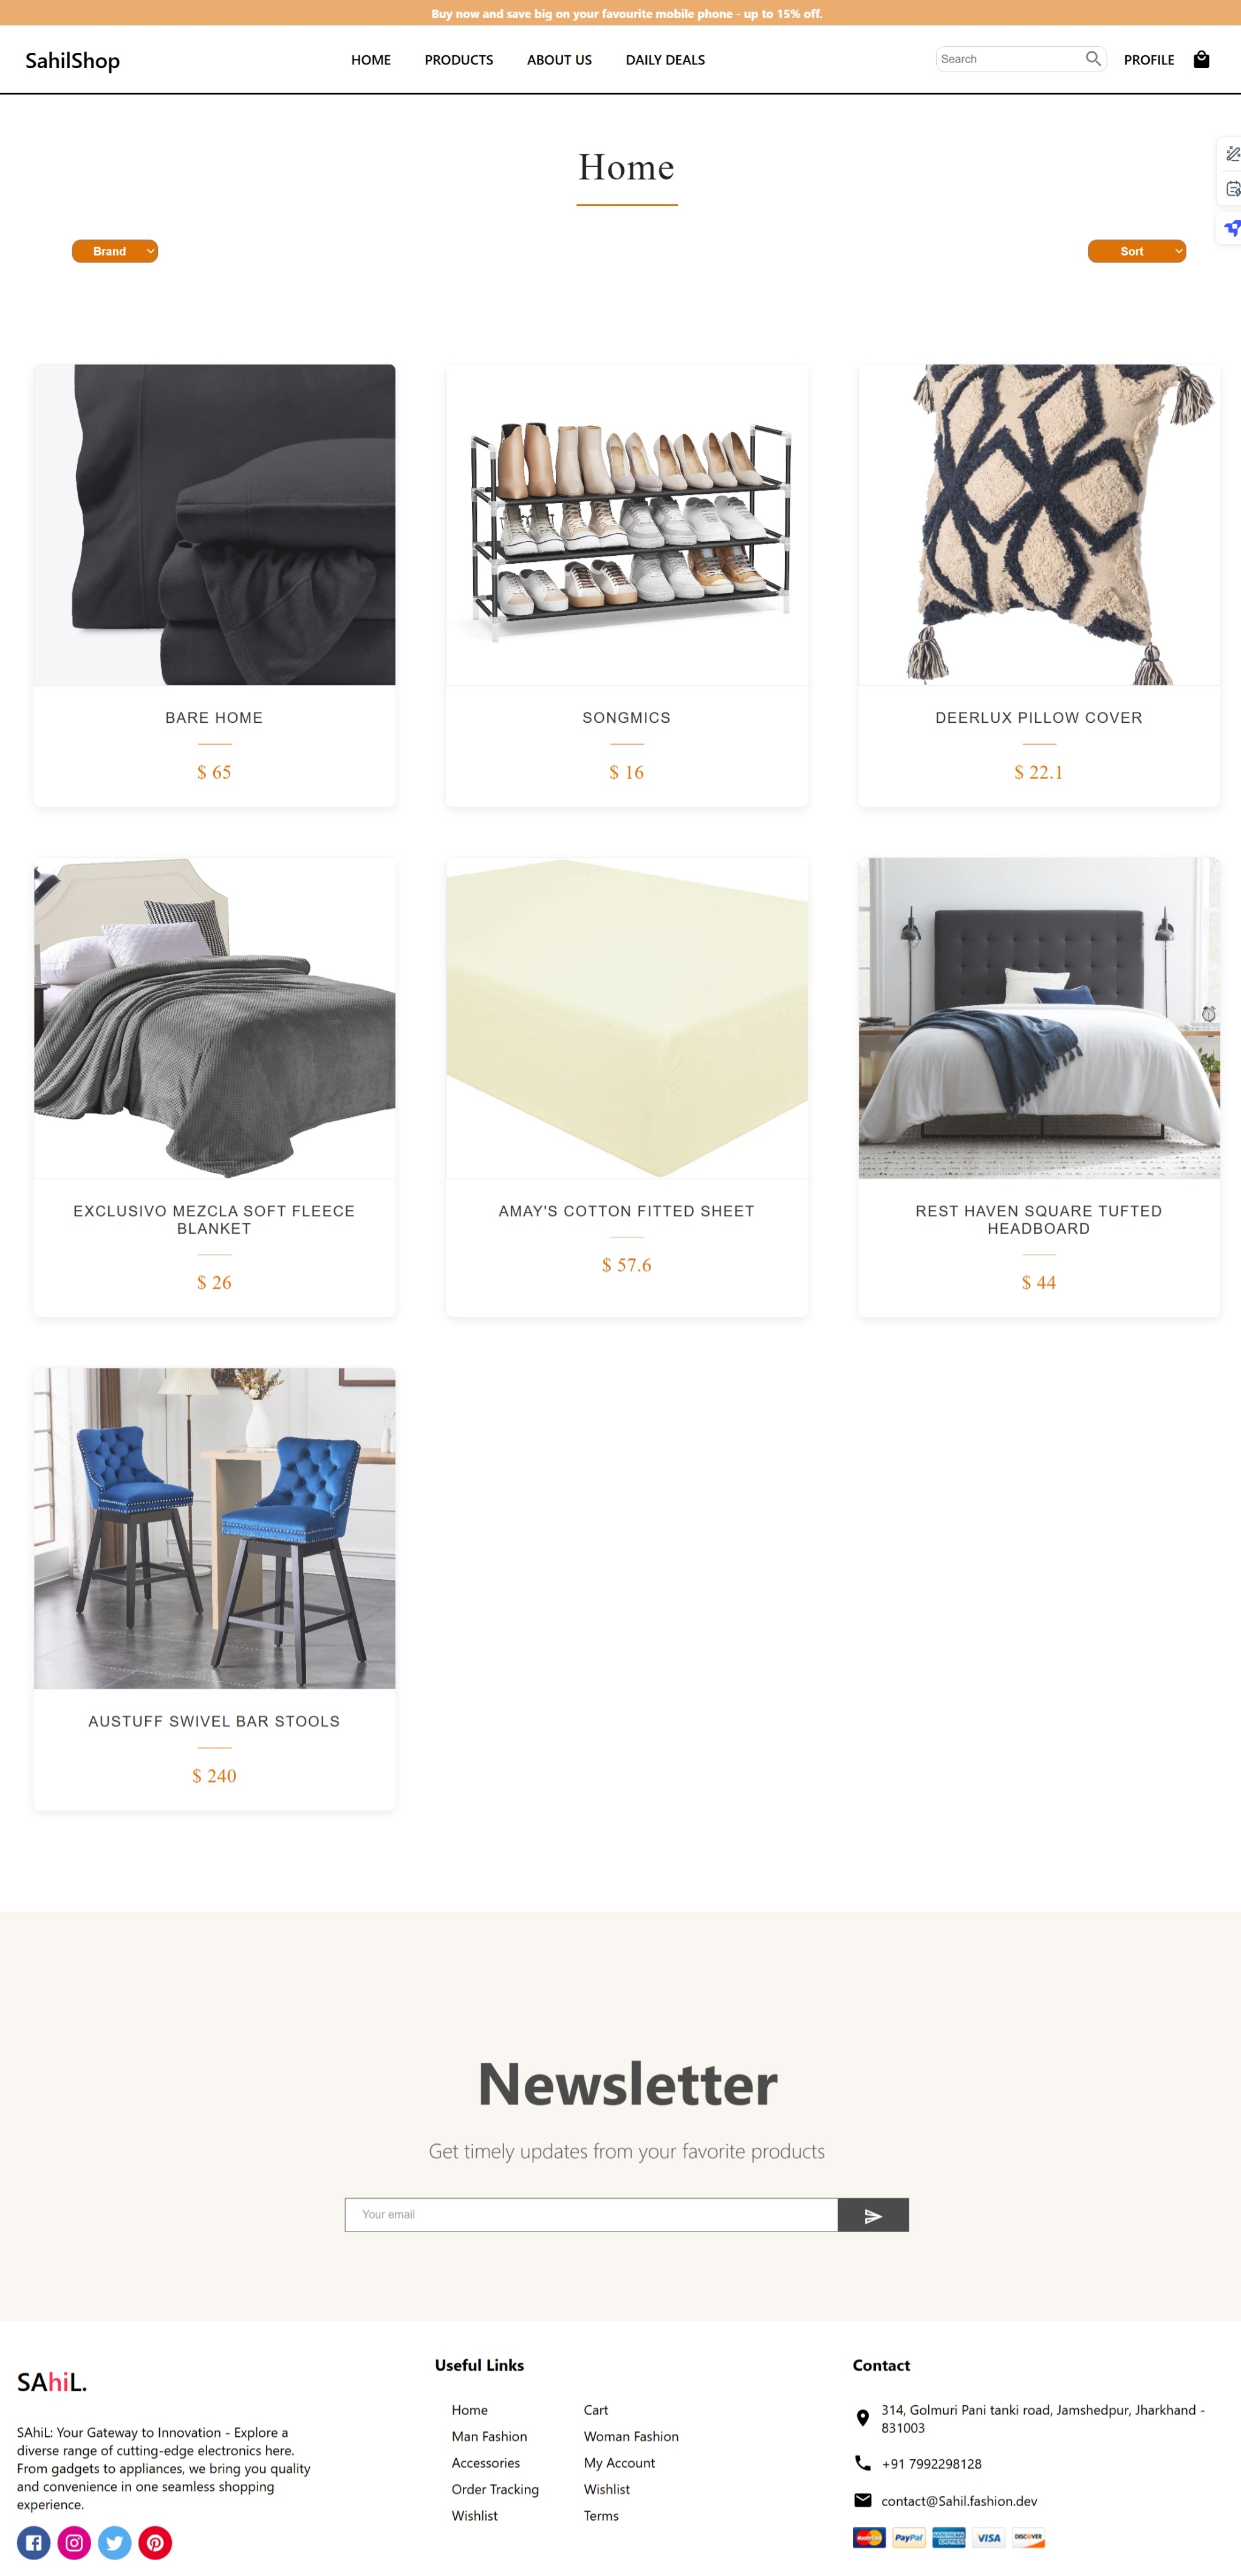 Buy now and save big on your favourite mobile phone - up to 15% off.
SahilShop
HOME
PRODUCTS
ABOUT US
DAILY DEALS
Search
PROFILE
Home
Brand
Sort
BARE HOME
$ 65
SONGMICS
$ 16
DEERLUX PILLOW COVER
$ 22.1
EXCLUSIVO MEZCLA SOFT FLEECE
BLANKET
$ 26
AMAY'S COTTON FITTED SHEET
$ 57.6
REST HAVEN SQUARE TUFTED
HEADBOARD
$ 44
AUSTUFF SWIVEL BAR STOOLS
$ 240
Newsletter
Get timely updates from your favorite products
Your email
SAhiL.
SAhiL: Your Gateway to Innovation - Explore a
diverse range of cutting-edge electronics here.
From gadgets to appliances, we bring you quality
and convenience in one seamless shopping
experience.
Useful Links
Home
Cart
Man Fashion
Woman Fashion
Accessories
My Account
Order Tracking
Wishlist
Wishlist
Terms
Contact
314, Golmuri Pani tanki road, Jamshedpur, Jharkhand -
831003
+91 7992298128
contact@Sahil.fashion.dev
MasterCard
PayPal
AMERICAN EXPRESS
VISA
DISCOVER